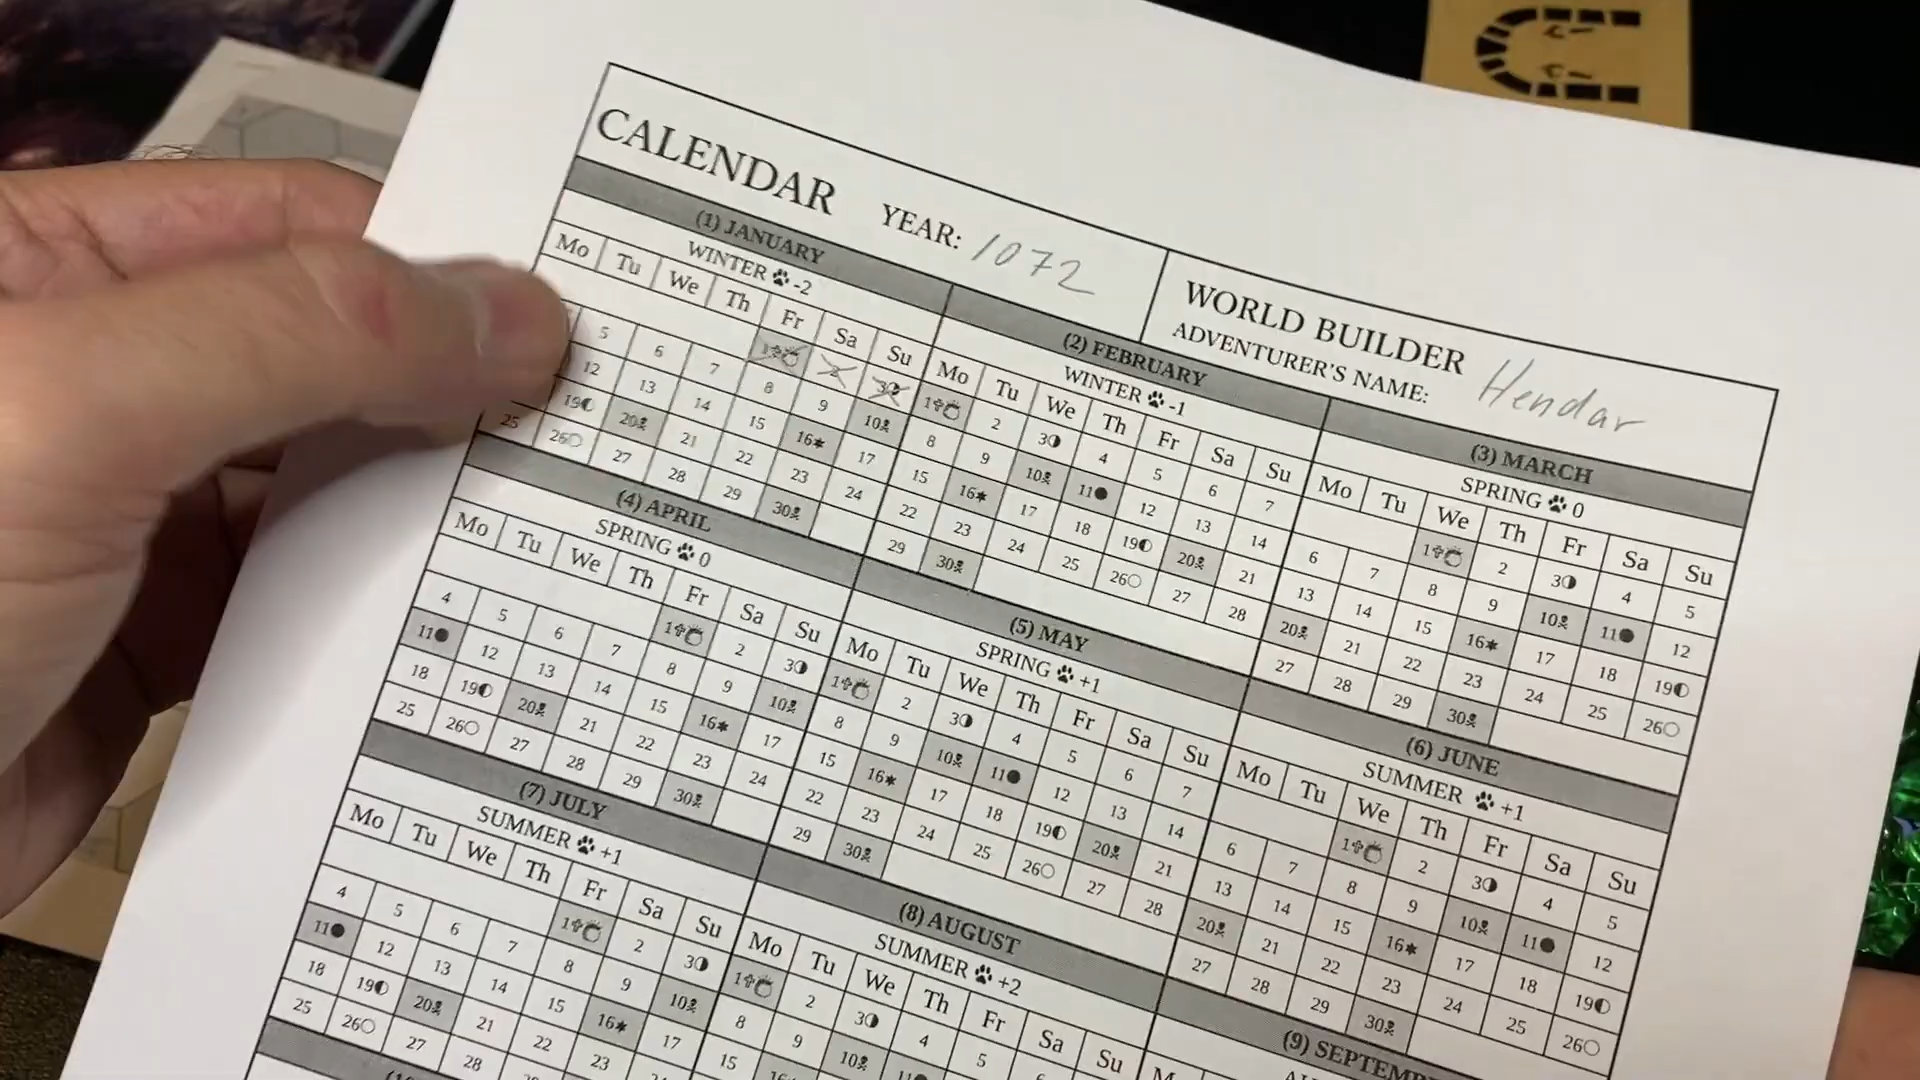 CALENDAR YEAR: 1072
WORLD BUILDER
ADVENTURER'S NAME: Hendar
(1) JANUARY
WINTER -2
Mo Tu We Th Fr Sa Su
1 2 3
5 6 7 8 9 10
12 13 14 15 16 17
19 20 21 22 23 24
25 26 27 28 29 30
(2) FEBRUARY
WINTER -1
Mo Tu We Th Fr Sa Su
1 2 3 4 5 6 7
8 9 10 11 12 13 14
15 16 17 18 19 20 21
22 23 24 25 26 27 28
29 30
(3) MARCH
SPRING 0
Mo Tu We Th Fr Sa Su
1 2 3 4 5
6 7 8 9 10 11 12
13 14 15 16 17 18 19
20 21 22 23 24 25 26
27 28 29 30
(4) APRIL
SPRING 0
Mo Tu We Th Fr Sa Su
1 2 3
4 5 6 7 8 9 10
11 12 13 14 15 16 17
18 19 20 21 22 23 24
25 26 27 28 29 30
(5) MAY
SPRING +1
Mo Tu We Th Fr Sa Su
1 2 3 4 5 6 7
8 9 10 11 12 13 14
15 16 17 18 19 20 21
22 23 24 25 26 27 28
29 30
(6) JUNE
SUMMER +1
Mo Tu We Th Fr Sa Su
1 2 3 4 5
6 7 8 9 10 11 12
13 14 15 16 17 18 19
20 21 22 23 24 25 26
27 28 29 30
(7) JULY
SUMMER +1
Mo Tu We Th Fr Sa Su
1 2 3
4 5 6 7 8 9 10
11 12 13 14 15 16 17
18 19 20 21 22 23
25 26 27 28
(8) AUGUST
SUMMER +2
Mo Tu We Th Fr Sa Su
1 2 3 4 5
8 9 10 11
15
(9)